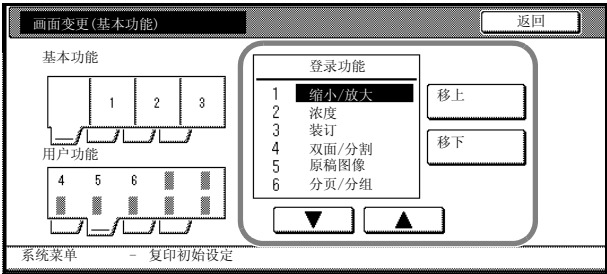 画面变更(基本功能)
返回
基本功能
1 2 3
用户功能
4 5 6
登录功能
1 缩小/放大
2 浓度
3 装订
4 双面/分割
5 原稿图像
6 分页/分组
移上
移下
系统菜单 - 复印初始设定